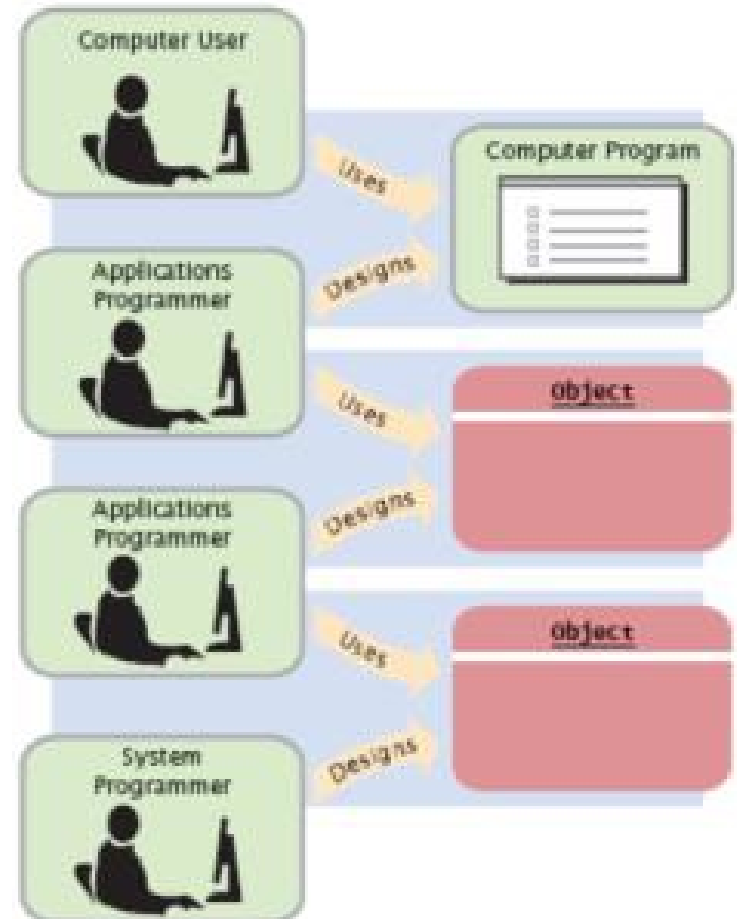 Computer User
Uses
Computer Program
Designs
Applications
Programmer
Uses
Object
Designs
Applications
Programmer
Uses
Object
Designs
System
Programmer